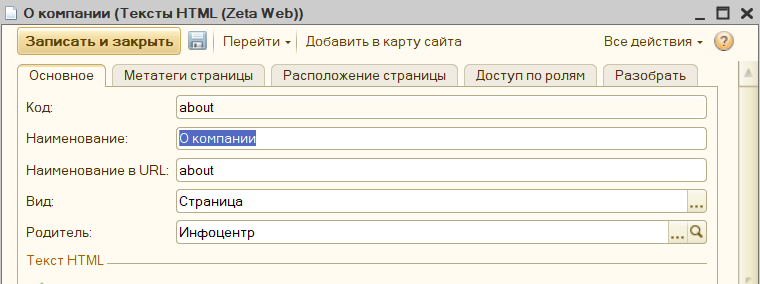 О компании (Тексты HTML (Zeta Web))
Записать и закрыть Перейти Добавить в карту сайта Все действия ?
Основное Метатеги страницы Расположение страницы Доступ по ролям Разобрать
Код: about
Наименование: О компании
Наименование в URL: about
Вид: Страница ...
Родитель: Инфоцентр ...
Текст HTML